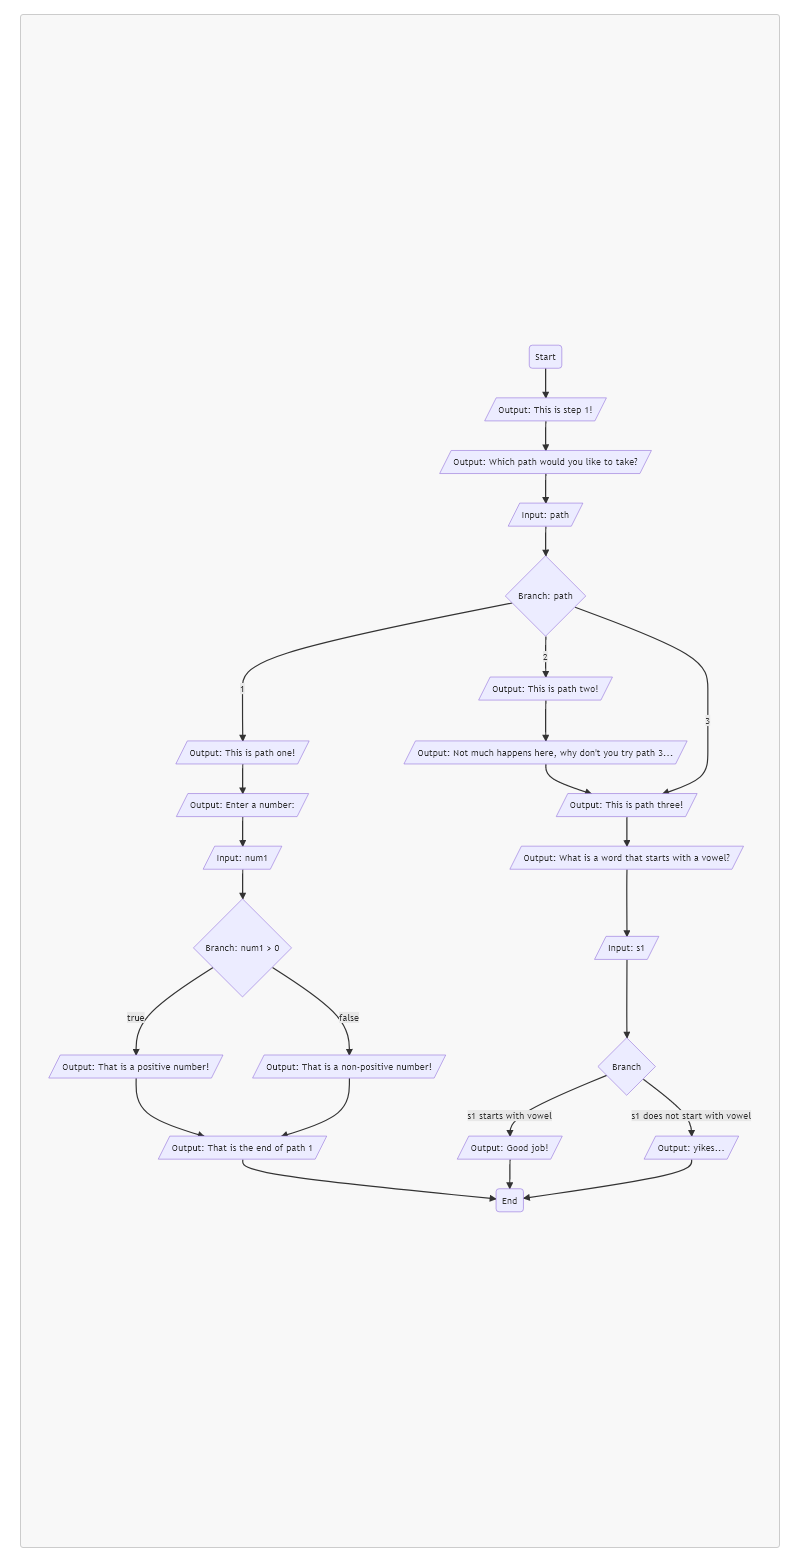 Start
Output: This is step 1!
Output: Which path would you like to take?
Input: path
Branch: path
2
1
Output: This is path two!
3
Output: This is path one!
Output: Not much happens here, why don't you try path 3...
Output: Enter a number:
Output: This is path three!
Input: num1
Output: What is a word that starts with a vowel?
Branch: num1 > 0
Input: s1
true
false
Output: That is a positive number!
Output: That is a non-positive number!
Branch
s1 starts with vowel
s1 does not start with vowel
Output: That is the end of path 1
Output: Good job!
Output: yikes...
End